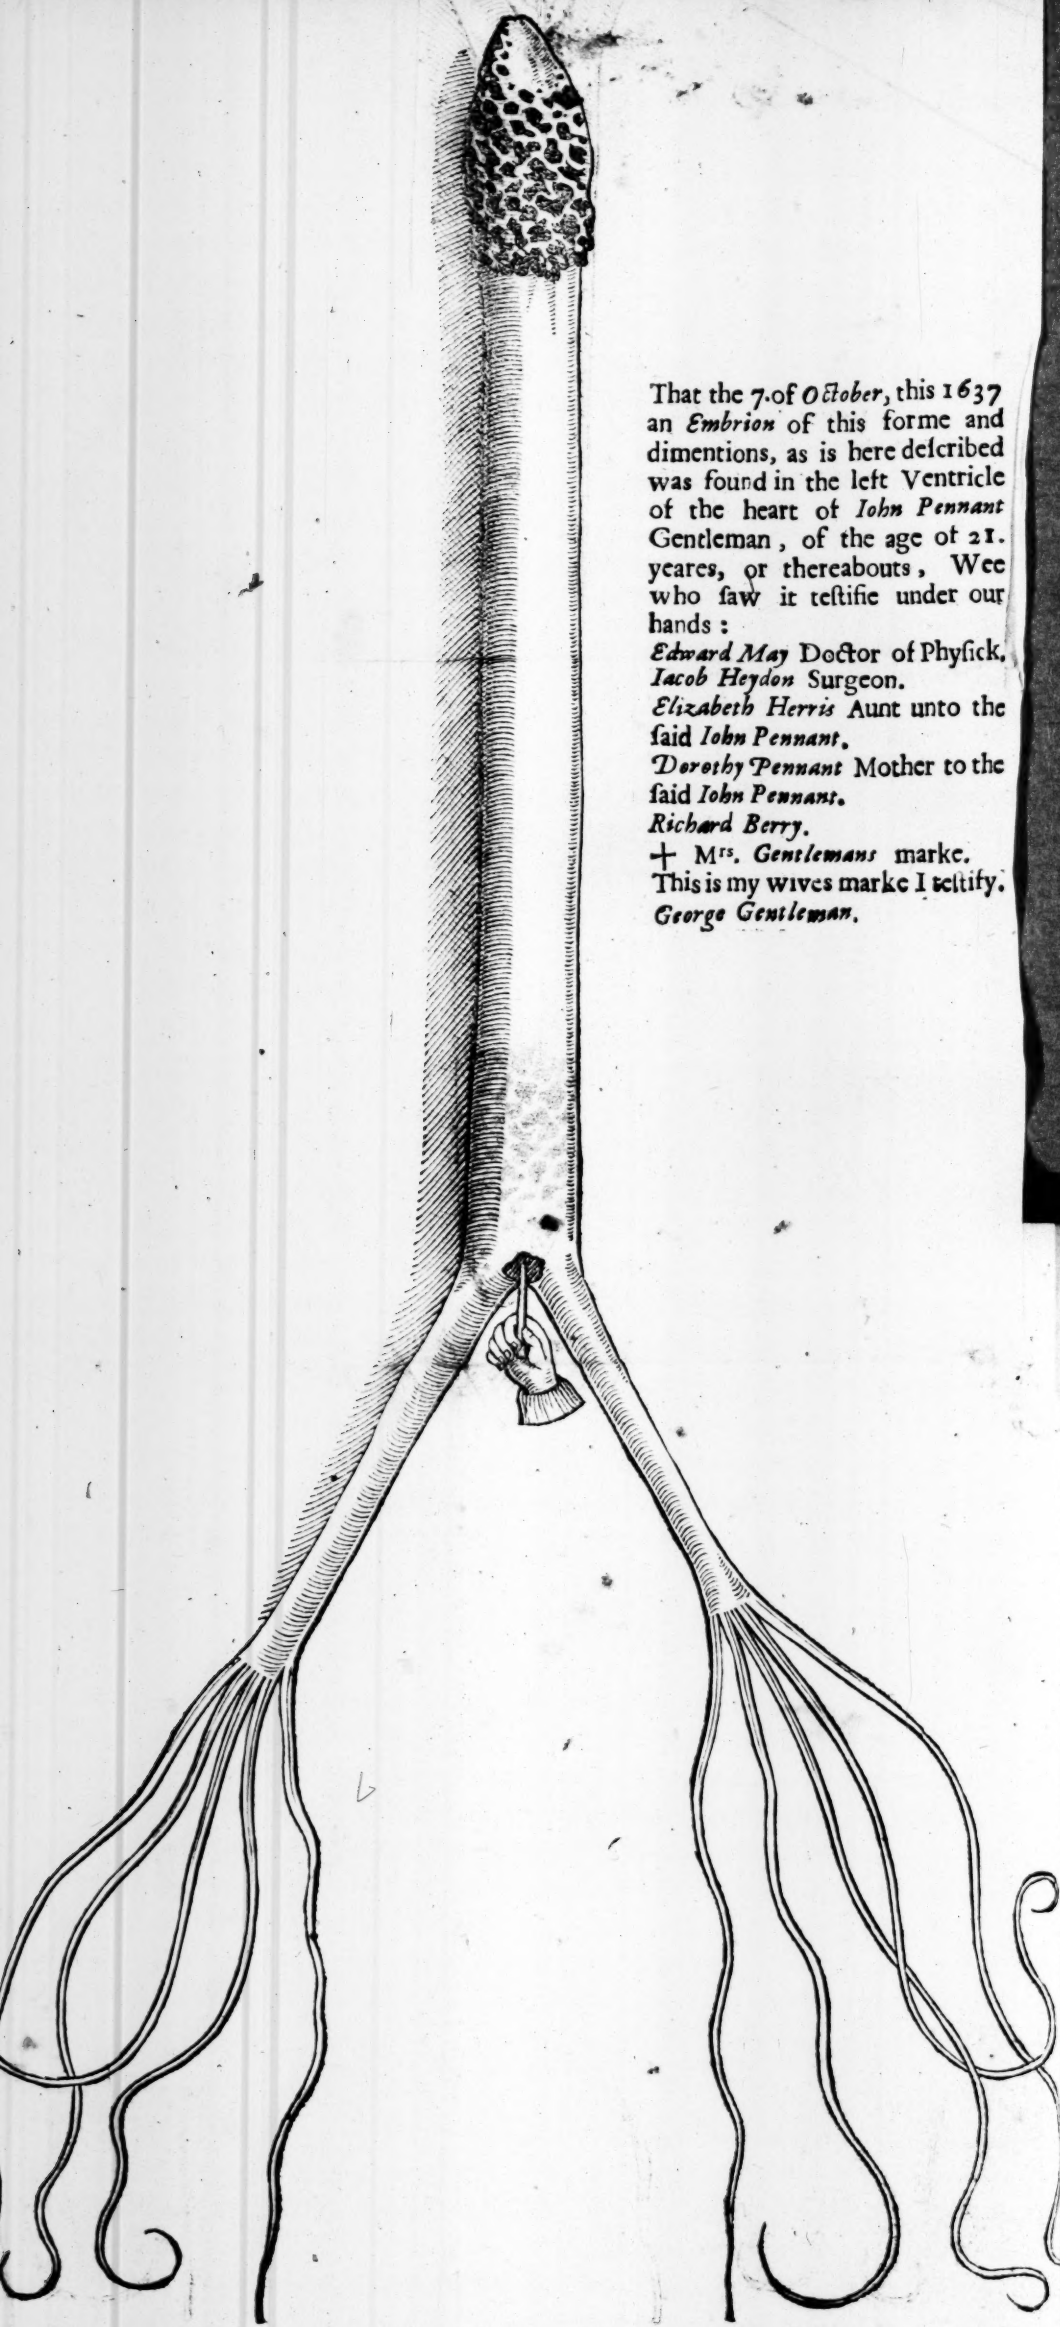 That the 7. of October, this 1637
an Embrion of this forme and
dimentions, as is here deſcribed
was found in the left Ventricle
of the heart of Iohn Pennant
Gentleman, of the age of 21.
yeares, or thereabouts, Wee
who ſaw it teſtifie under our
hands:
Edward May Doctor of Phyſick.
Iacob Heydon Surgeon.
Elizabeth Herris Aunt unto the
ſaid Iohn Pennant.
Dorothy Pennant Mother to the
ſaid Iohn Pennant.
Richard Berry.
+ Mrs. Gentlemans marke.
This is my wives marke I teſtify.
George Gentleman.